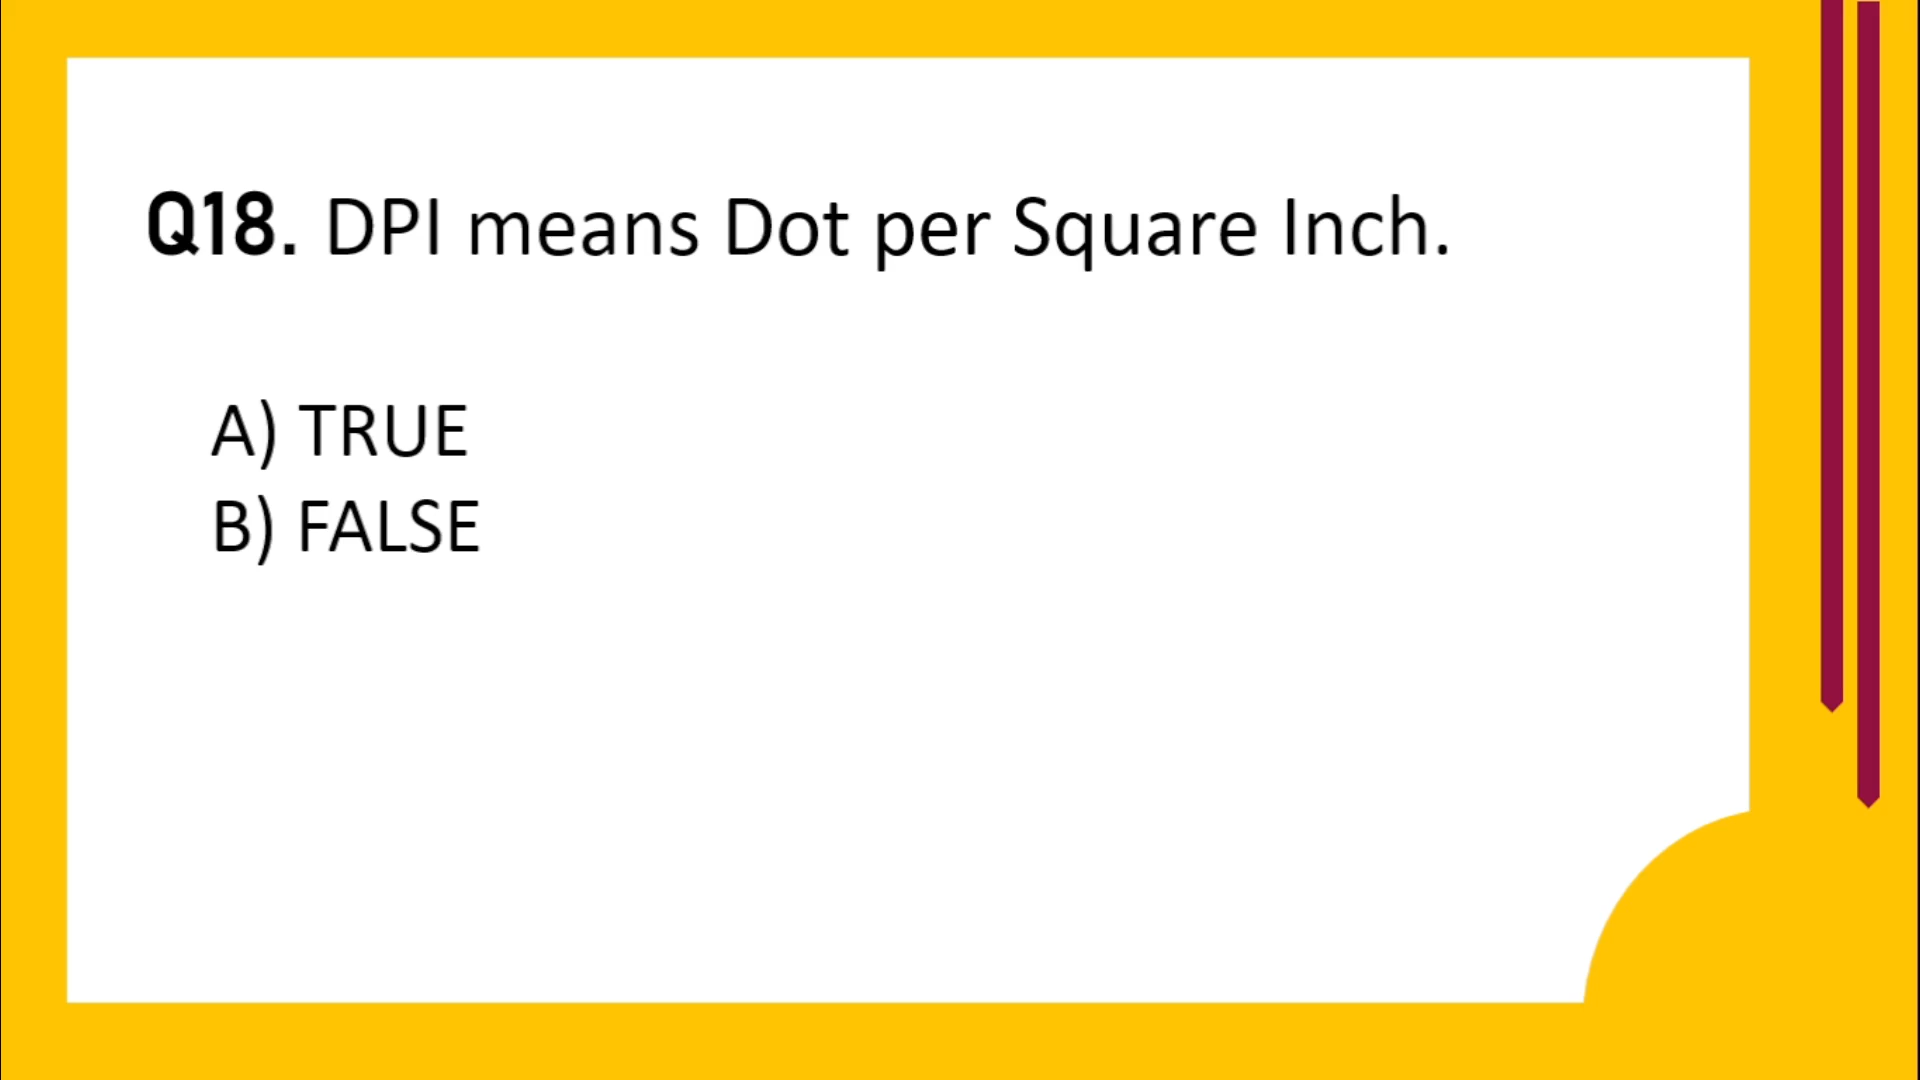 Q18. DPI means Dot per Square Inch.
A) TRUE
B) FALSE